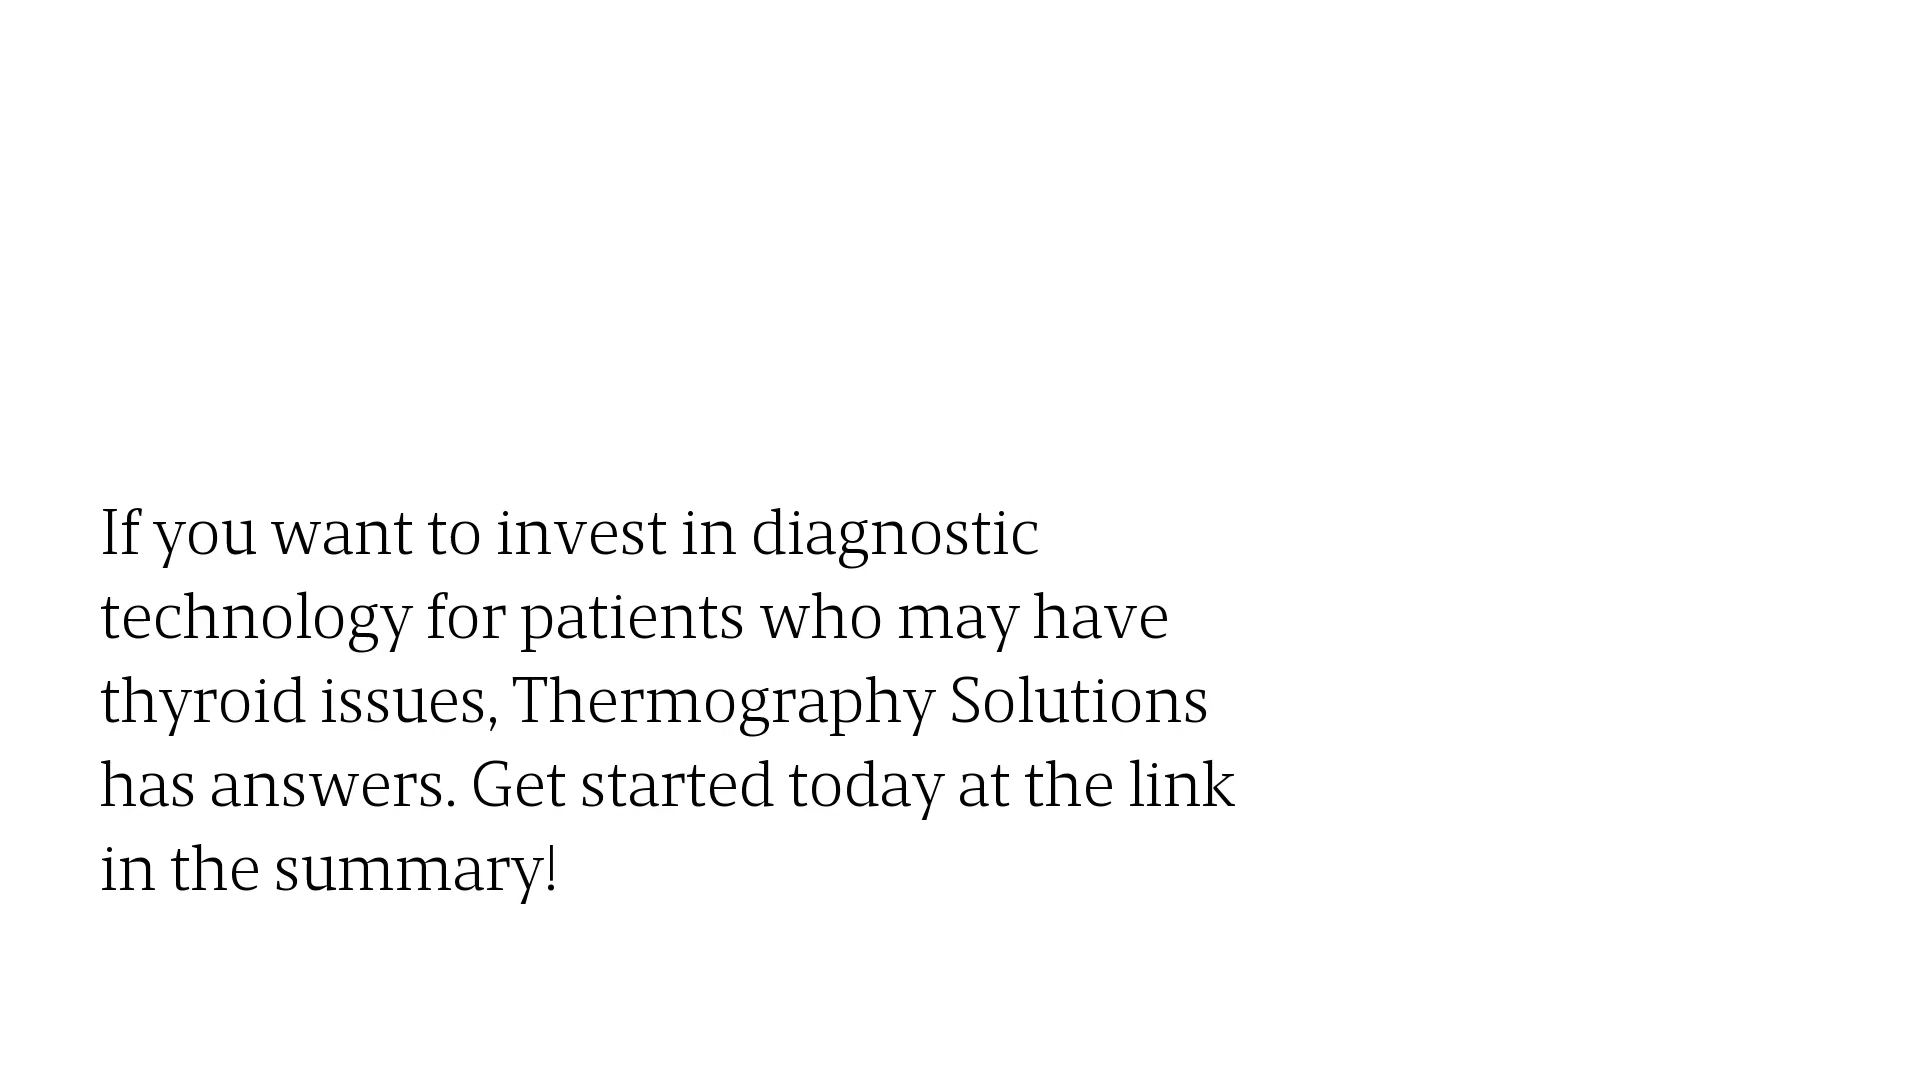 If you want to invest in diagnostic
technology for patients who may have
thyroid issues, Thermography Solutions
has answers. Get started today at the link
in the summary!